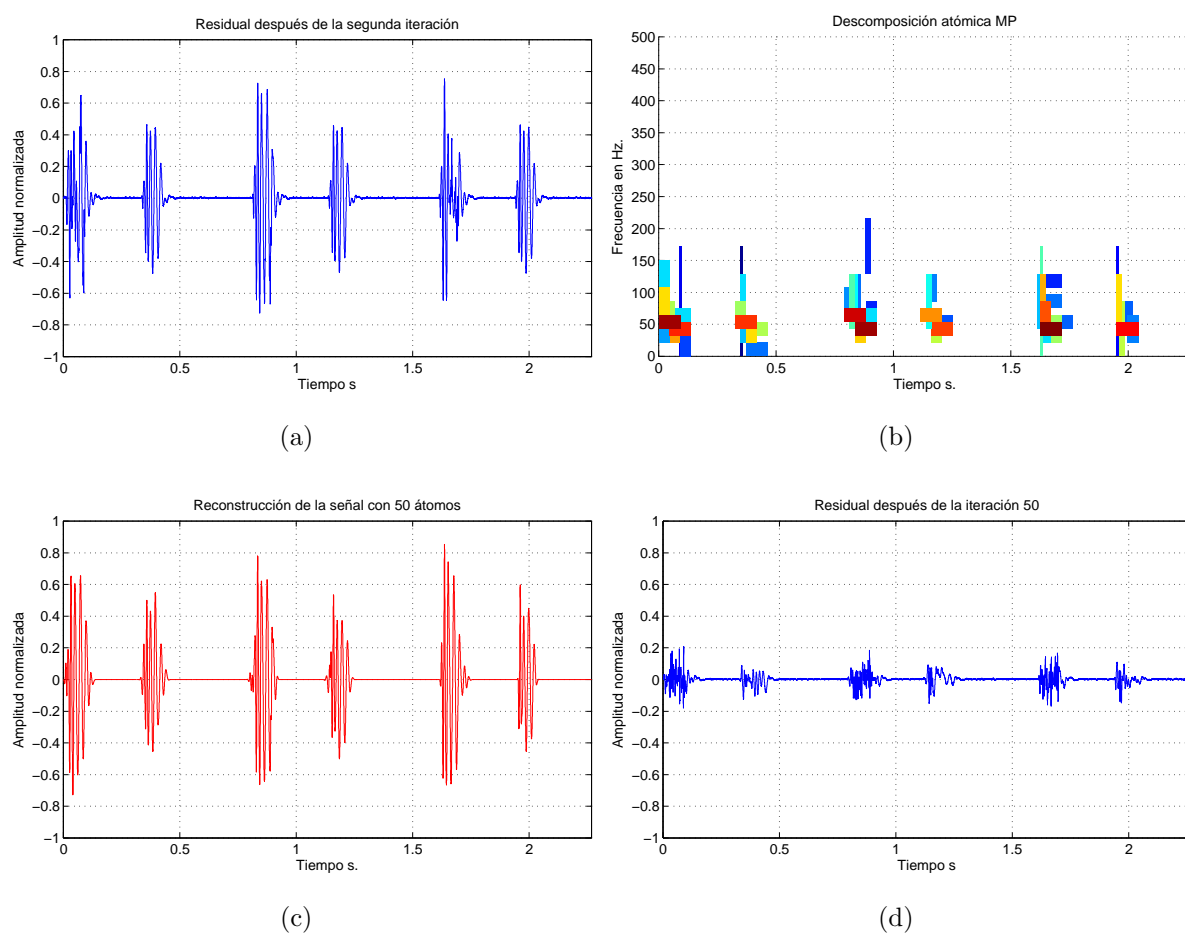 Residual después de la segunda iteración
1
0.8
0.6
0.4
0.2
0
−0.2
−0.4
−0.6
−0.8
−1
Amplitud normalizada
0 0.5 1 1.5 2
Tiempo s
(a)
Descomposición atómica MP
500
450
400
350
300
250
200
150
100
50
0
Frecuencia en Hz.
0 0.5 1 1.5 2
Tiempo s.
(b)
Reconstrucción de la señal con 50 átomos
1
0.8
0.6
0.4
0.2
0
−0.2
−0.4
−0.6
−0.8
−1
Amplitud normalizada
0 0.5 1 1.5 2
Tiempo s.
(c)
Residual después de la iteración 50
1
0.8
0.6
0.4
0.2
0
−0.2
−0.4
−0.6
−0.8
−1
Amplitud normalizada
0 0.5 1 1.5 2
Tiempo s
(d)